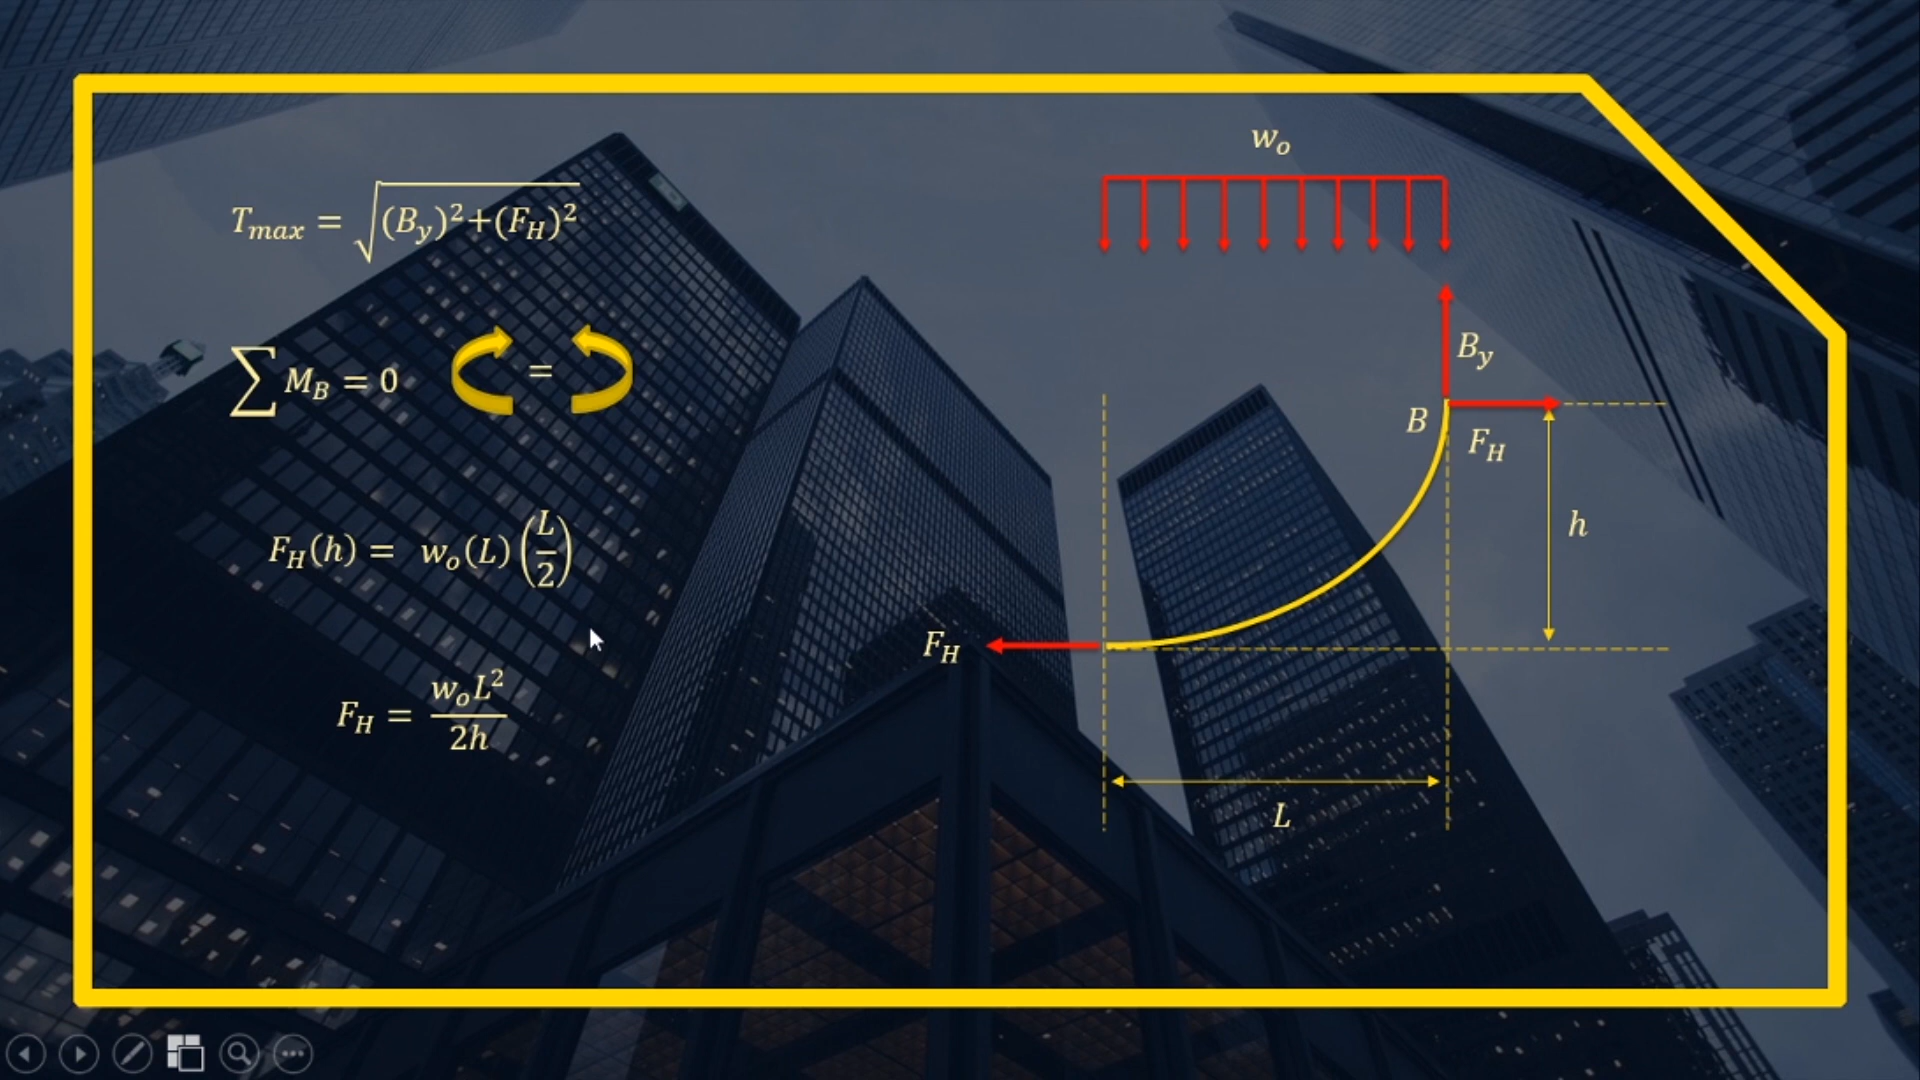 T_max = √((B_y)²+(F_H)²)
∑ M_B = 0 =
F_H(h) = w_o(L)(L/2)
F_H = w_oL²/2h
w_o
B_y
B
F_H
h
F_H
L